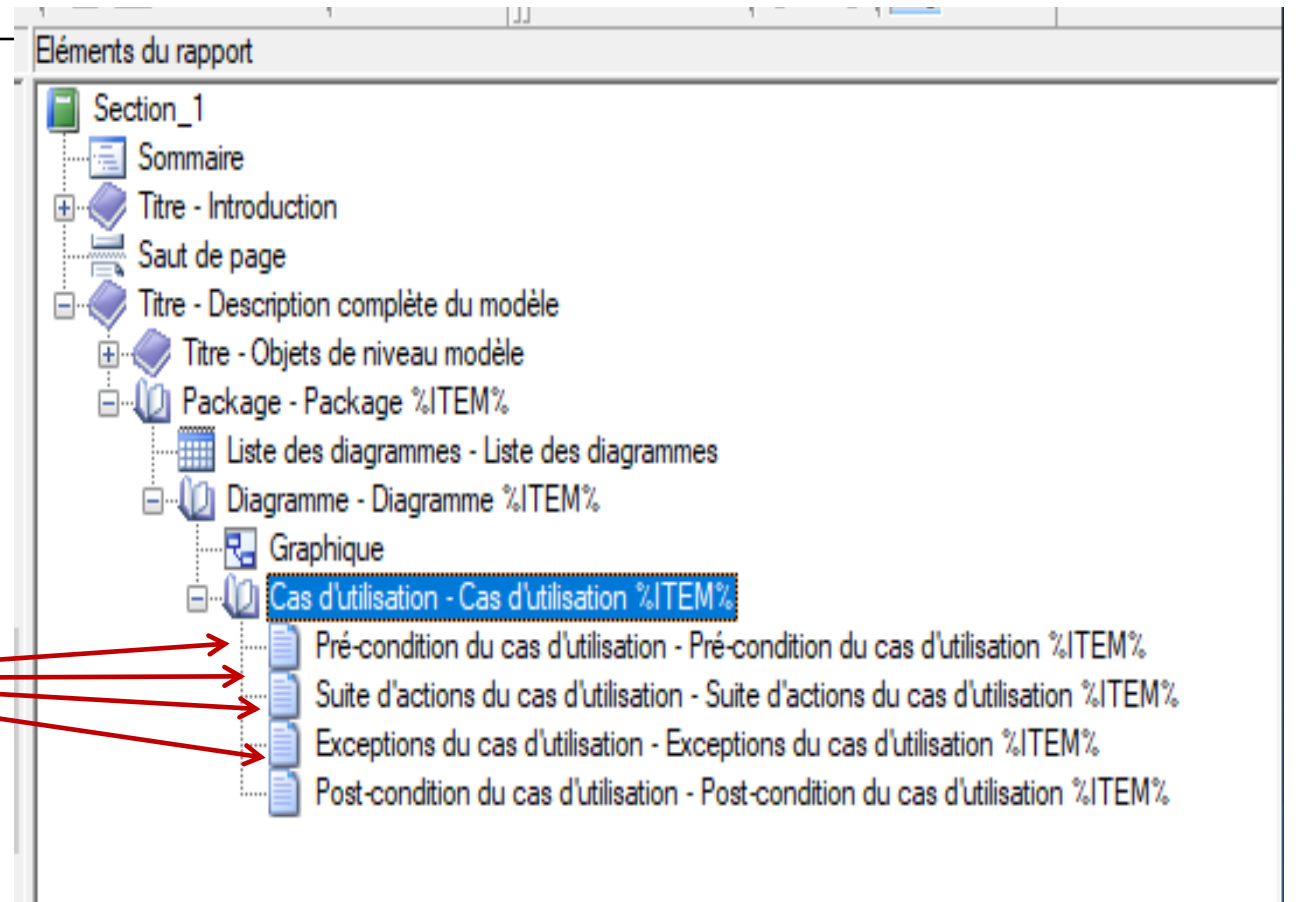 Eléments du rapport
Section_1
Sommaire
Titre - Introduction
Saut de page
Titre - Description complète du modèle
Titre - Objets de niveau modèle
Package - Package %ITEM%
Liste des diagrammes - Liste des diagrammes
Diagramme - Diagramme %ITEM%
Graphique
Cas d'utilisation - Cas d'utilisation %ITEM%
Pré-condition du cas d'utilisation - Pré-condition du cas d'utilisation %ITEM%
Suite d'actions du cas d'utilisation - Suite d'actions du cas d'utilisation %ITEM%
Exceptions du cas d'utilisation - Exceptions du cas d'utilisation %ITEM%
Post-condition du cas d'utilisation - Post-condition du cas d'utilisation %ITEM%